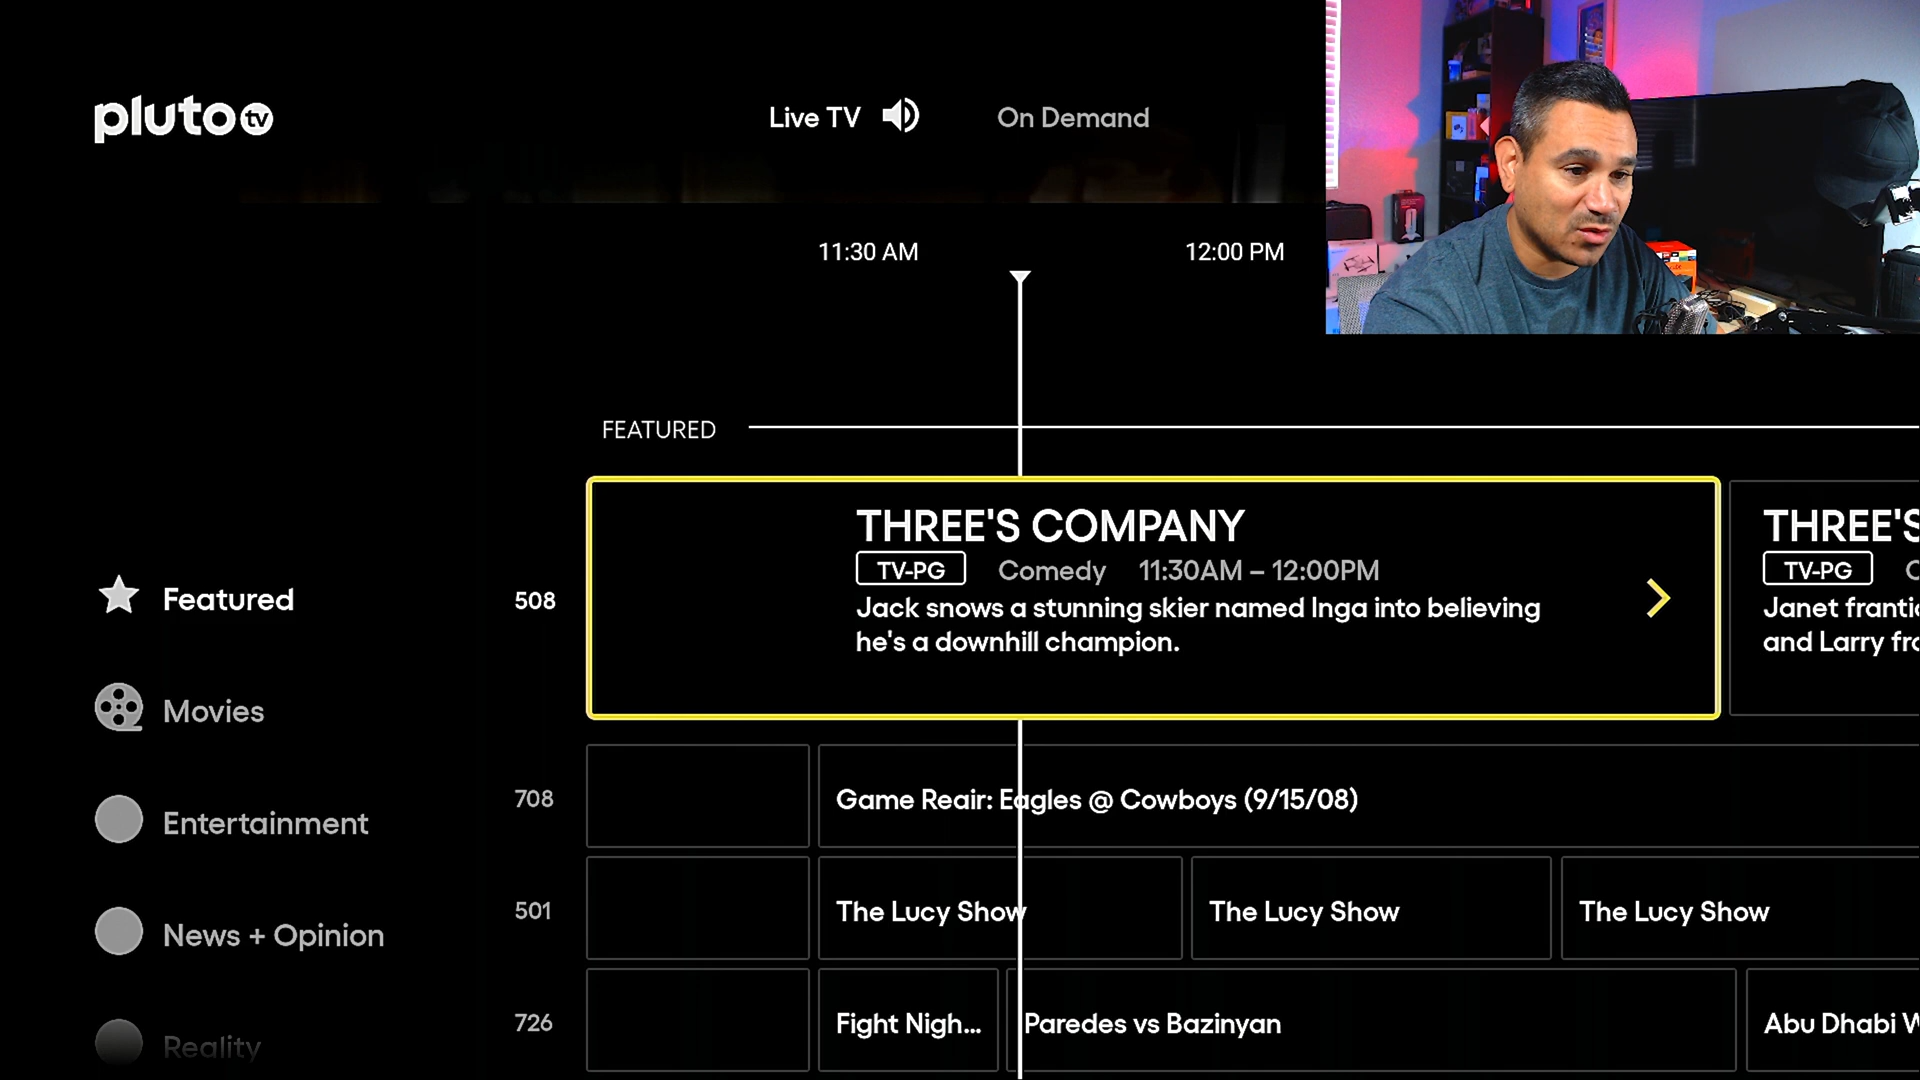 pluto tv
Live TV
On Demand
11:30 AM
12:00 PM
FEATURED
Featured
Movies
Entertainment
News + Opinion
Reality
508
THREE'S COMPANY
TV-PG Comedy 11:30AM – 12:00PM
Jack snows a stunning skier named Inga into believing
he's a downhill champion.
THREE'S
TV-PG
Janet
and Larry
708
Game Reair: Eagles @ Cowboys (9/15/08)
501
The Lucy Show
The Lucy Show
The Lucy Show
726
Fight Nigh...
Paredes vs Bazinyan
Abu Dhabi